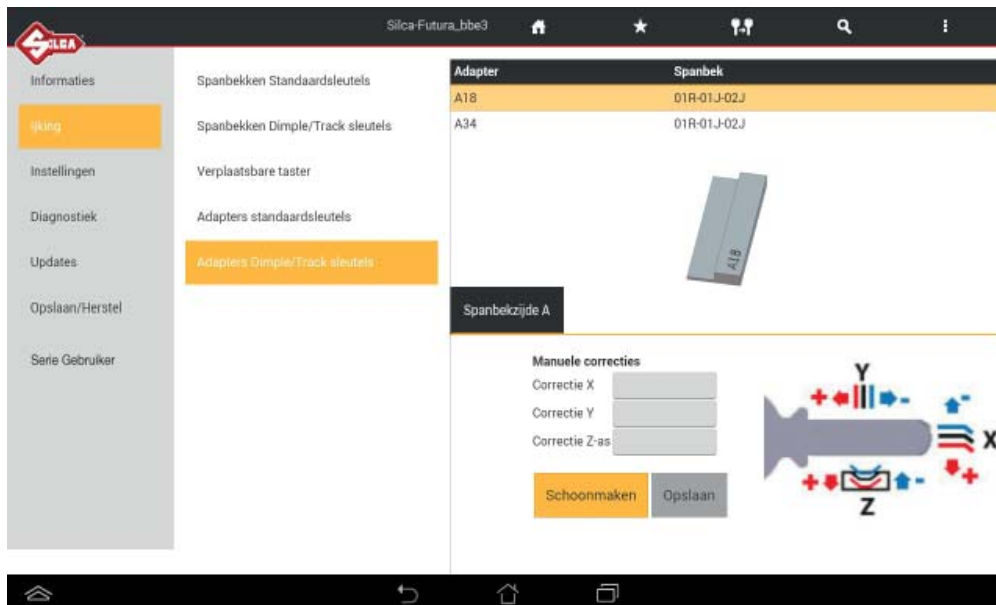 SILCA
Silca-Futura_bbe3
Informaties
Ijking
Instellingen
Diagnostiek
Updates
Opslaan/Herstel
Serie Gebruiker
Spanbekken Standaardsleutels
Spanbekken Dimple/Track sleutels
Verplaatsbare taster
Adapters standaardsleutels
Adapters Dimple/Track sleutels
Adapter Spanbek
A18 01R-01J-02J
A34 01R-01J-02J
A18
Spanbekzijde A
Manuele correcties
Correctie X
Correctie Y
Correctie Z-as
Schoonmaken Opslaan
Y
+ -
-
X
+
+ -
Z